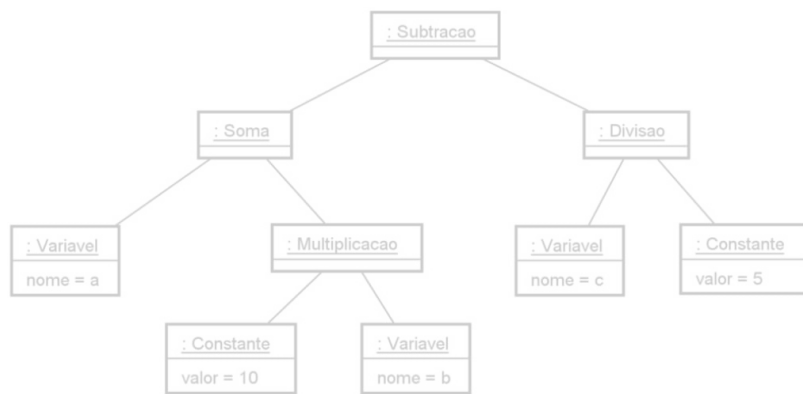 : Subtracao
: Soma
: Divisao
: Variavel
nome = a
: Multiplicacao
: Variavel
nome = c
: Constante
valor = 5
: Constante
valor = 10
: Variavel
nome = b